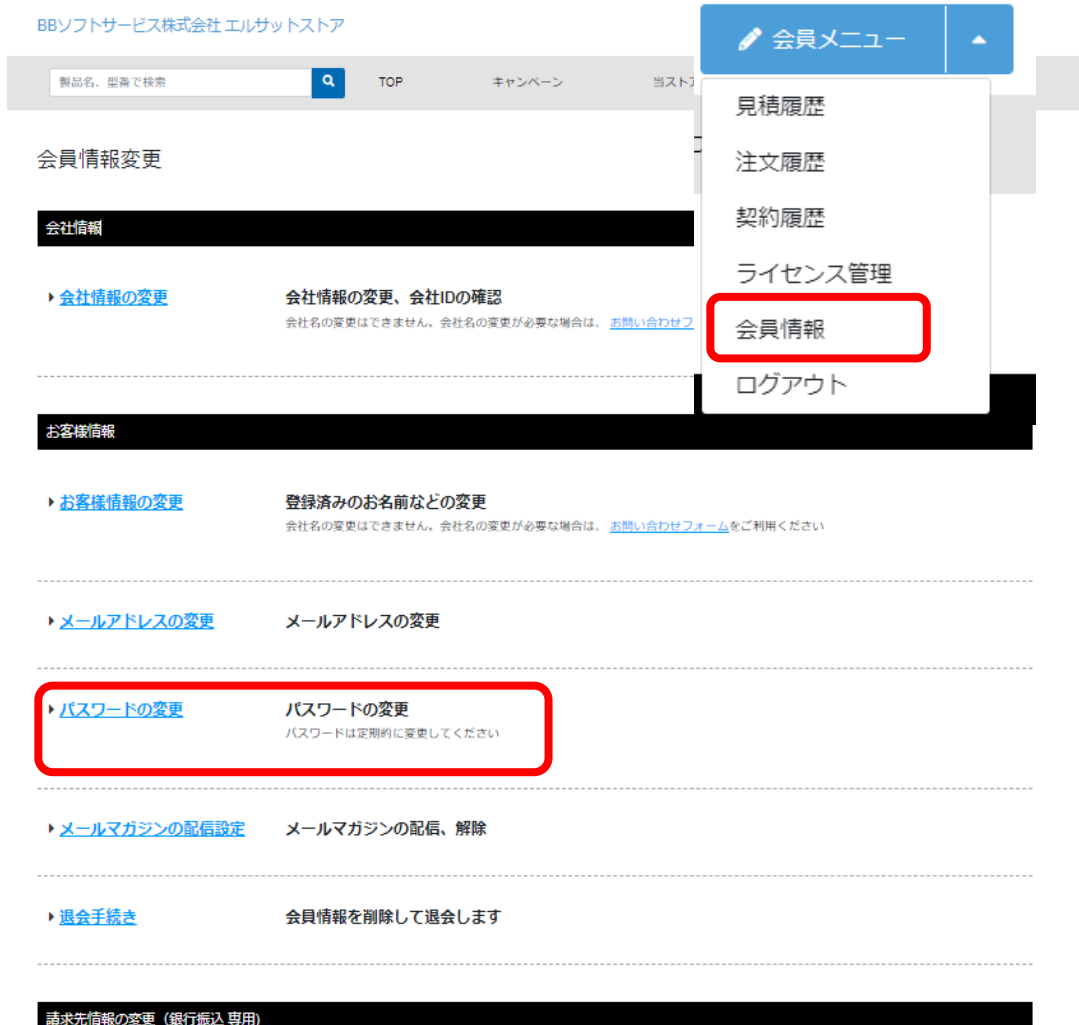 BBソフトサービス株式会社 エルサットストア
会員メニュー
製品名、型番で検索
TOP
キャンペーン
当ストア
見積履歴
注文履歴
契約履歴
ライセンス管理
会員情報
ログアウト
会員情報変更
会社情報
会社情報の変更
会社情報の変更、会社IDの確認
会社名の変更はできません。会社名の変更が必要な場合は、 お問い合わせフ
お客様情報
お客様情報の変更
登録済みのお名前などの変更
会社名の変更はできません。会社名の変更が必要な場合は、 お問い合わせフォームをご利用ください
メールアドレスの変更
メールアドレスの変更
パスワードの変更
パスワードの変更
パスワードは定期的に変更してください
メールマガジンの配信設定
メールマガジンの配信、解除
退会手続き
会員情報を削除して退会します
請求先情報の変更（銀行振込 専用)